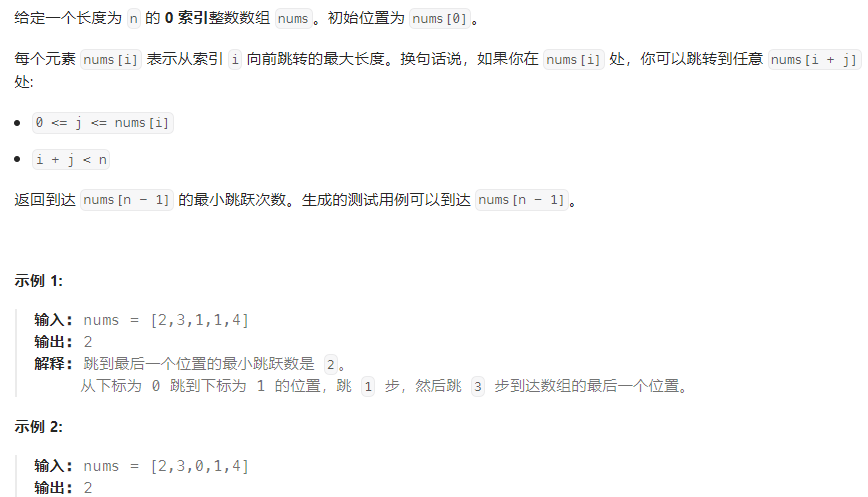 给定一个长度为 n 的 0 索引整数数组 nums。初始位置为 nums[0]。
每个元素 nums[i] 表示从索引 i 向前跳转的最大长度。换句话说，如果你在 nums[i] 处，你可以跳转到任意 nums[i + j]
处:
• 0 <= j <= nums[i]
• i + j < n
返回到达 nums[n - 1] 的最小跳跃次数。生成的测试用例可以到达 nums[n - 1]。
示例 1:
输入: nums = [2,3,1,1,4]
输出: 2
解释: 跳到最后一个位置的最小跳跃数是 2。
从下标为 0 跳到下标为 1 的位置，跳 1 步，然后跳 3 步到达数组的最后一个位置。
示例 2:
输入: nums = [2,3,0,1,4]
输出: 2